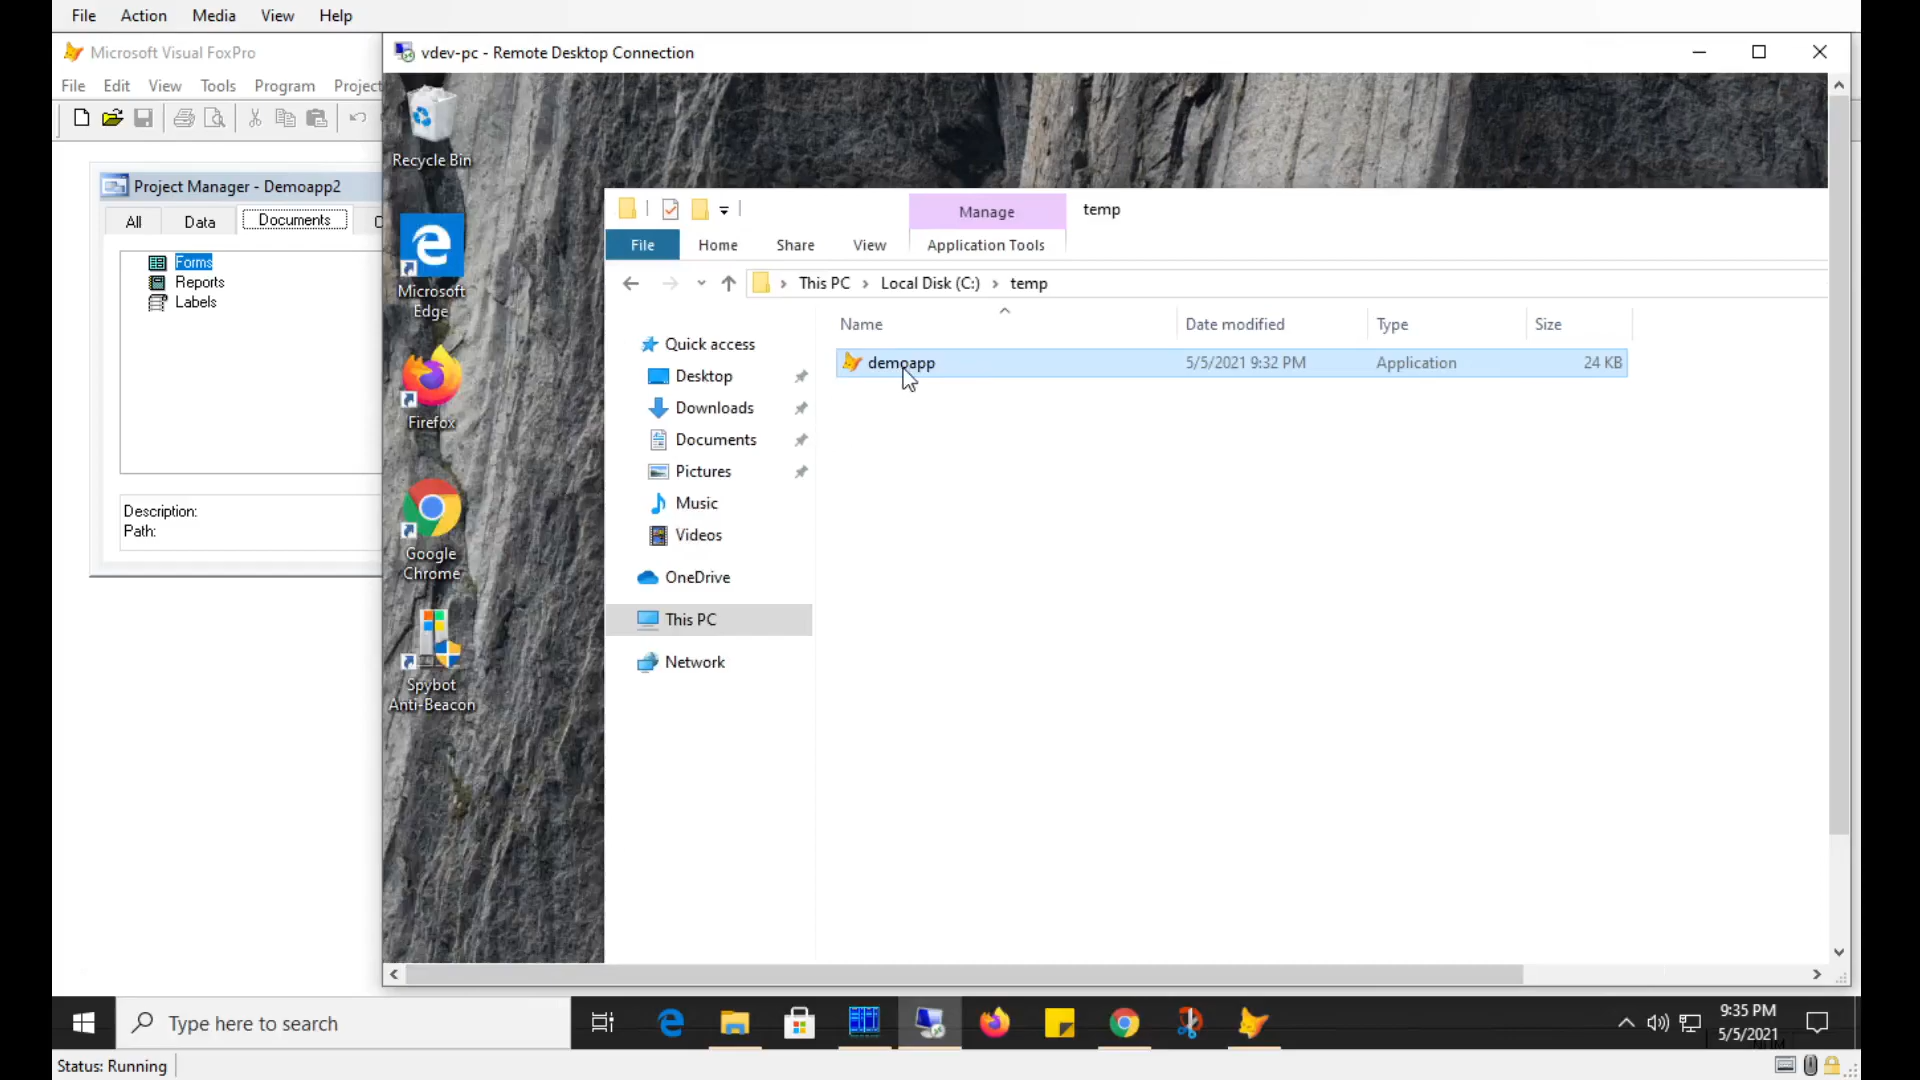 File Action Media View Help
Microsoft Visual FoxPro
File Edit View Tools Program Project
Project Manager - Demoapp2
All Data Documents C
Forms
Reports
Labels
Description:
Path:
vdev-pc - Remote Desktop Connection
Recycle Bin
Microsoft
Edge
Firefox
Google
Chrome
Spybot
Anti-Beacon
Manage temp
File Home Share View Application Tools
This PC Local Disk (C:) temp
Name Date modified Type Size
demoapp 5/5/2021 9:32 PM Application 24 KB
Quick access
Desktop
Downloads
Documents
Pictures
Music
Videos
OneDrive
This PC
Network
Type here to search
9:35 PM
5/5/2021
Status: Running